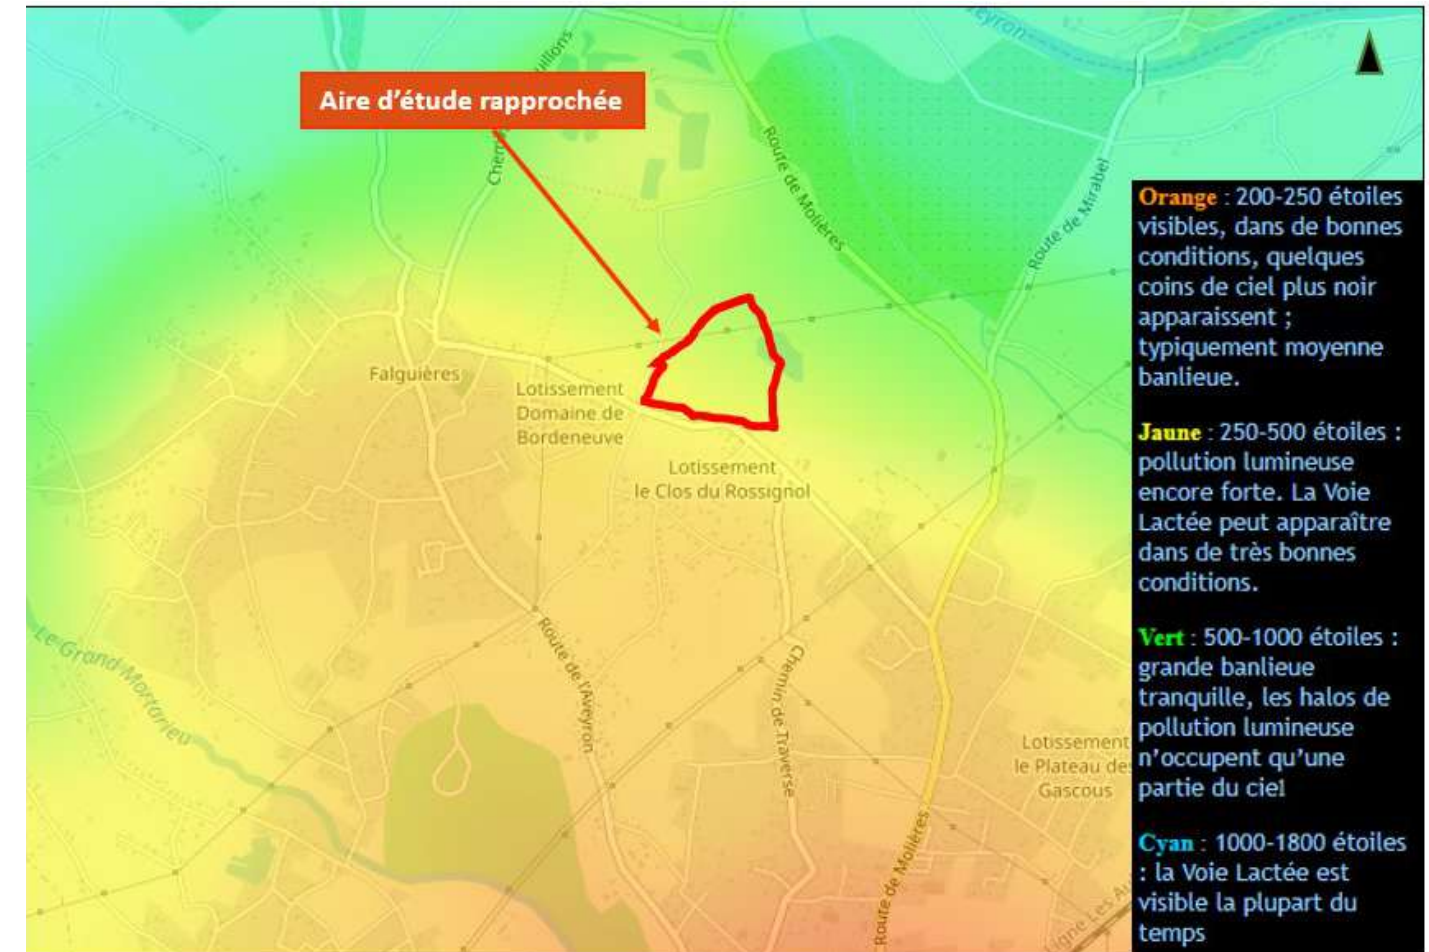 Aire d'étude rapprochée
Route de Molières
Route de Mirabel
Falguières
Lotissement
Domaine de
Bordeneuve
Lotissement
le Clos du Rossignol
Le Grand Mortarieu
Route de l'Aveyron
Chemin de Traverse
Lotissement
le Plateau des
Gascous
Route de Molières
Orange : 200-250 étoiles
visibles, dans de bonnes
conditions, quelques
coins de ciel plus noir
apparaissent ;
typiquement moyenne
banlieue.
Jaune : 250-500 étoiles :
pollution lumineuse
encore forte. La Voie
Lactée peut apparaître
dans de très bonnes
conditions.
Vert : 500-1000 étoiles :
grande banlieue
tranquille, les halos de
pollution lumineuse
n'occupent qu'une
partie du ciel
Cyan : 1000-1800 étoiles
: la Voie Lactée est
visible la plupart du
temps